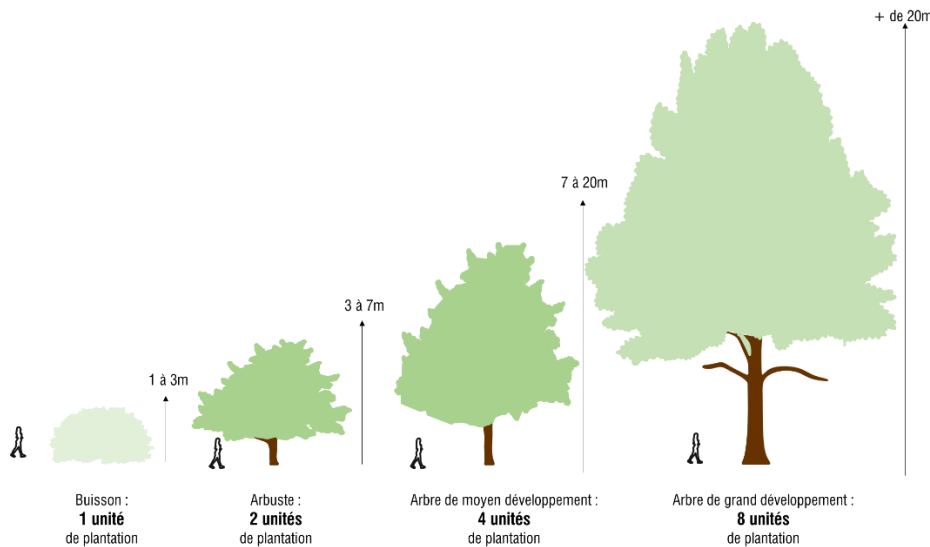 + de 20m
7 à 20m
3 à 7m
1 à 3m
Buisson :
1 unité
de plantation
Arbuste :
2 unités
de plantation
Arbre de moyen développement :
4 unités
de plantation
Arbre de grand développement :
8 unités
de plantation